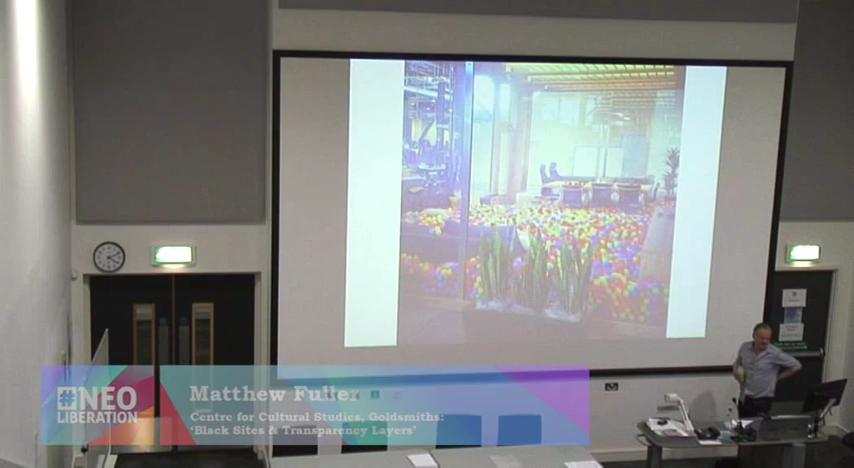 #NEO
LIBERATION
Matthew Fuller
Centre for Cultural Studies, Goldsmiths:
‘Black Sites & Transparency Layers’